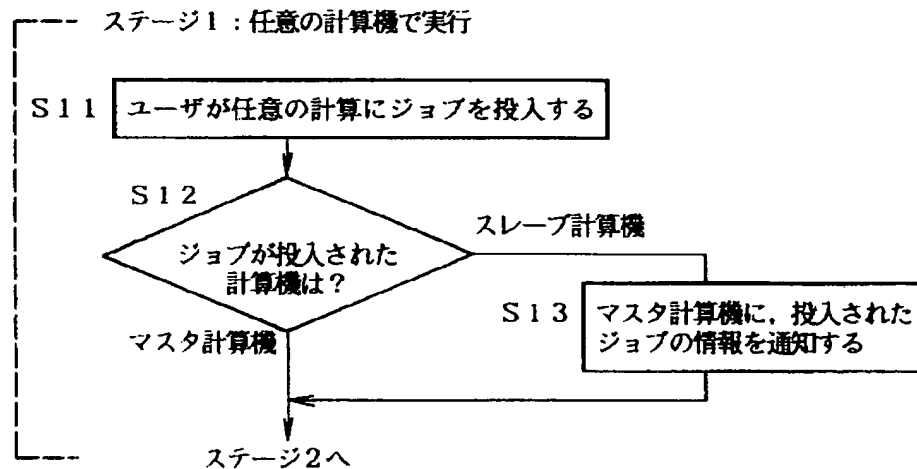 ステージ1:任意の計算機で実行
S11 ユーザが任意の計算にジョブを投入する
S12
スレーブ計算機
ジョブが投入された
計算機は?
S13 マスタ計算機に,投入された
ジョブの情報を通知する
マスタ計算機
ステージ2へ